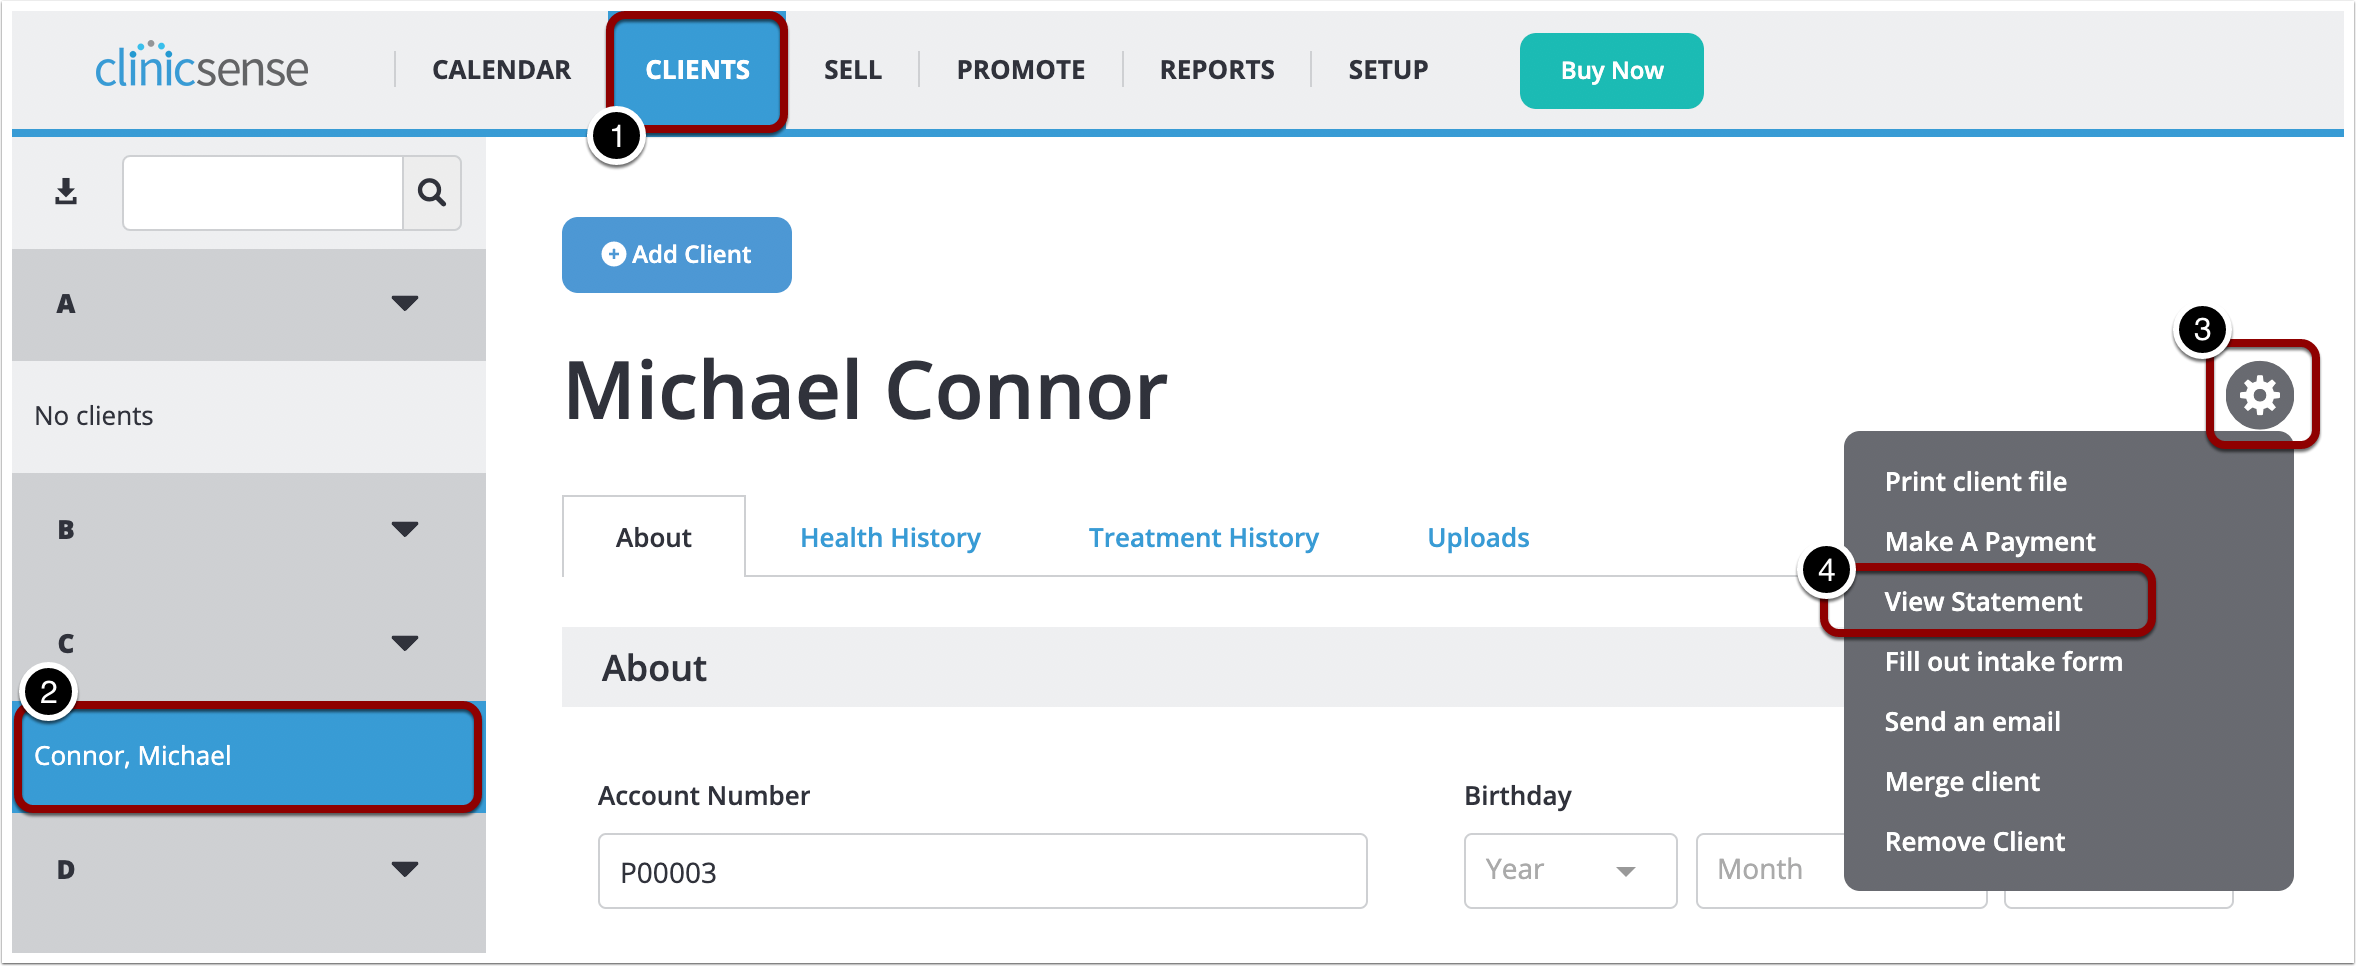 clinicsense
CALENDAR
CLIENTS
SELL
PROMOTE
REPORTS
SETUP
Buy Now
1
Add Client
A
No clients
B
C
2
Connor, Michael
D
Michael Connor
3
About
Health History
Treatment History
Uploads
Print client file
Make A Payment
4
View Statement
Fill out intake form
Send an email
Merge client
Remove Client
About
Account Number
P00003
Birthday
Year
Month